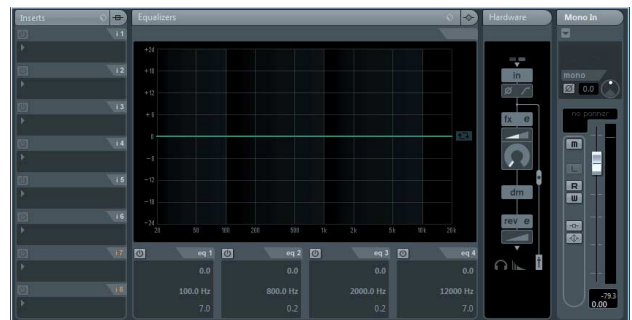 Inserts
Equalizers
Hardware
Mono In
i 1
i 2
i 3
i 4
i 5
i 6
i 7
i 8
+24
+18
+12
+6
0
-6
-12
-18
-24
20 50 100 200 500 1k 2k 5k 10k 20k
eq 1 eq 2 eq 3 eq 4
0.0 0.0 0.0 0.0
100.0 Hz 800.0 Hz 2000.0 Hz 12000 Hz
7.0 0.2 0.2 7.0
in
fx e
dm
rev e
mono
0.0
no panner
m
L
R
W
-79.3
0.00